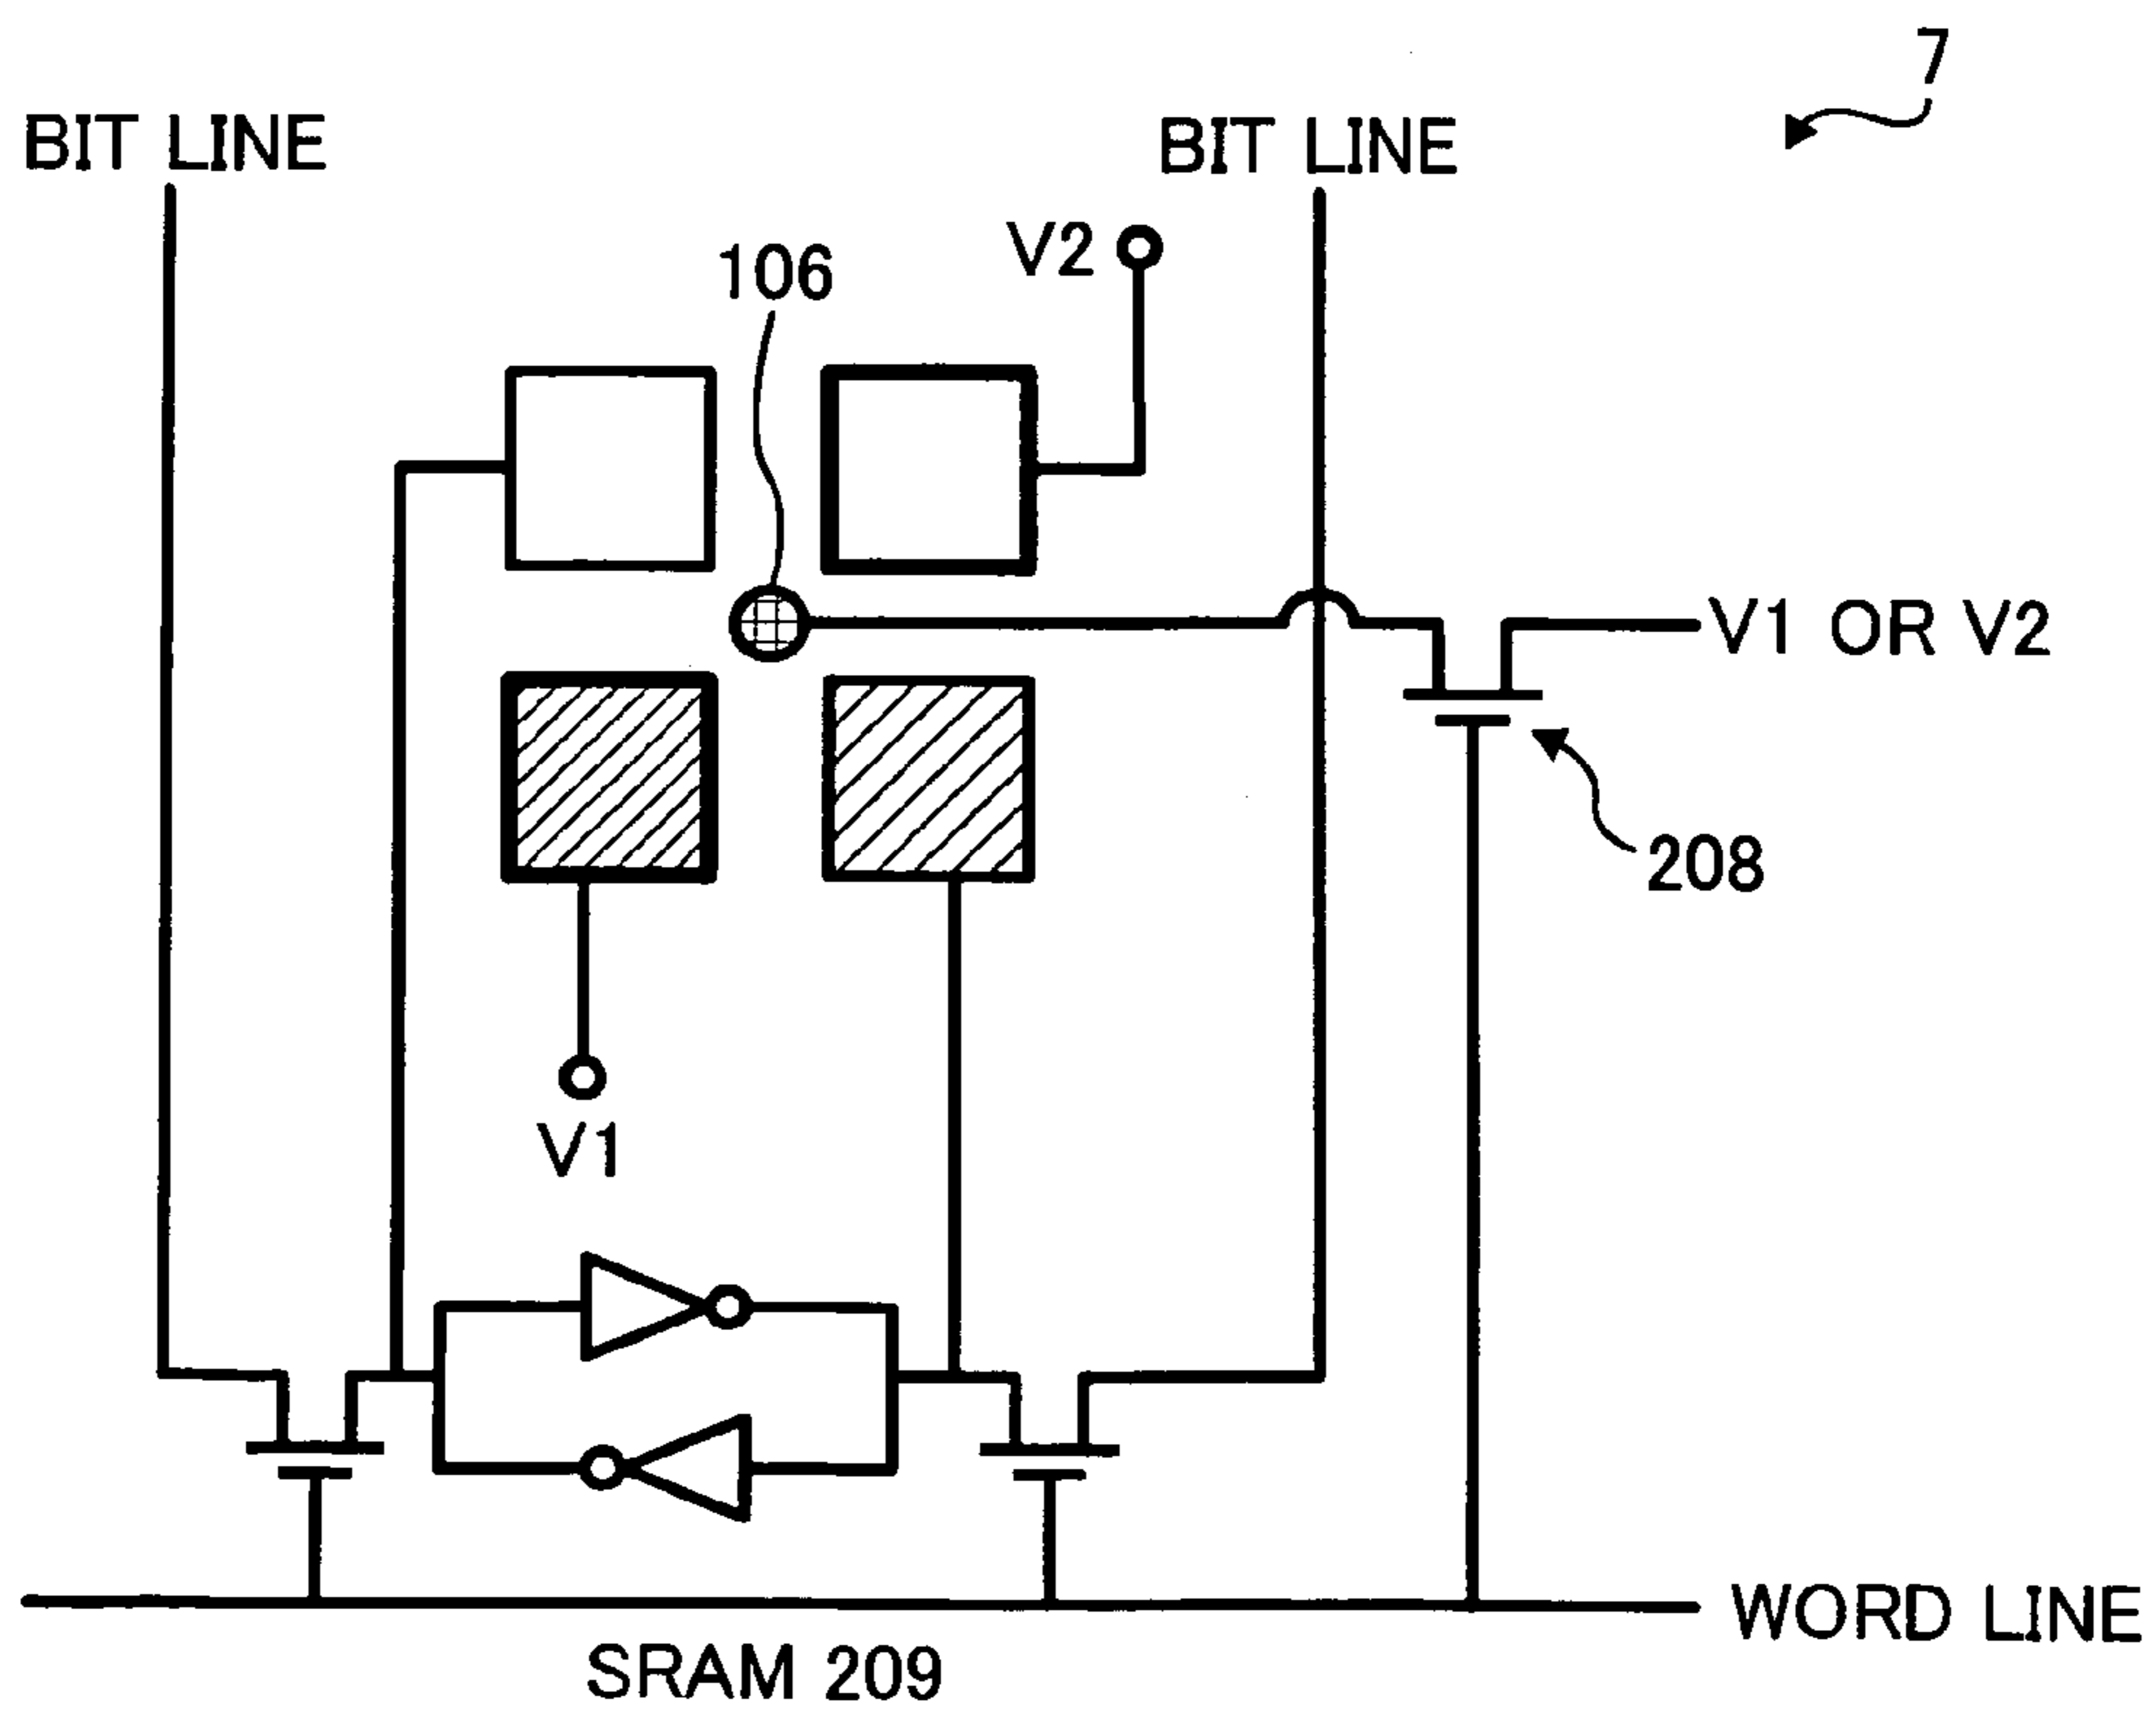 7
BIT LINE
BIT LINE
V2
106
V1 OR V2
208
V1
WORD LINE
SRAM 209